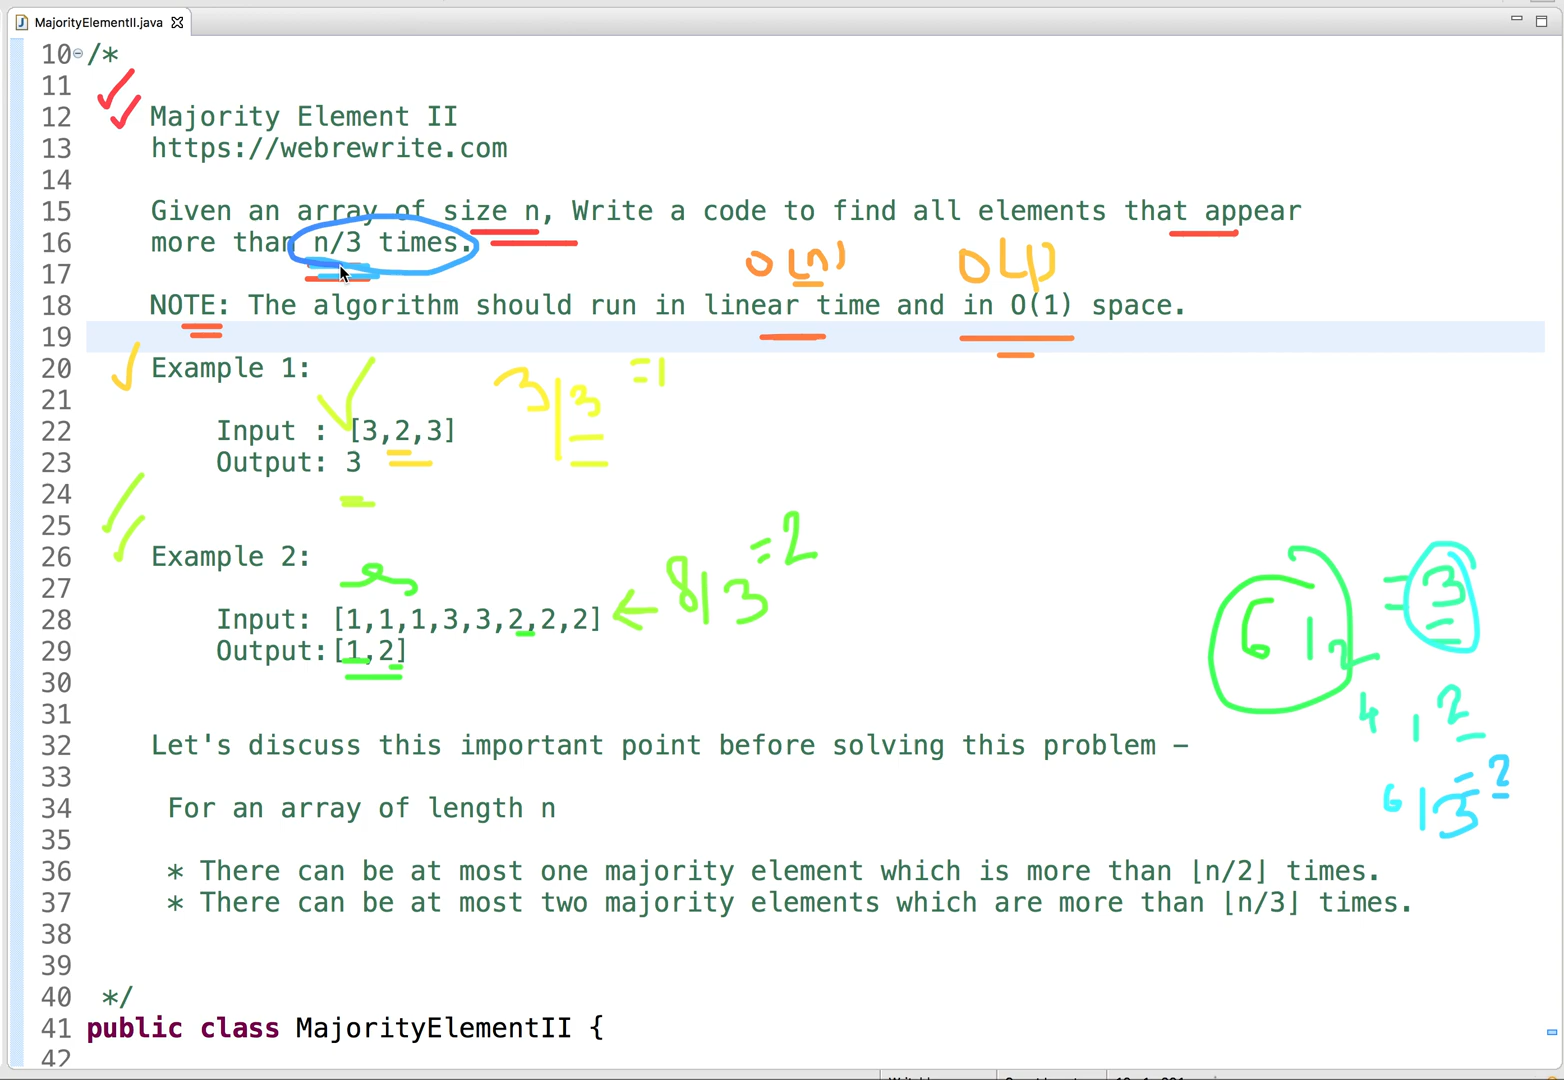 MajorityElementII.java
10 /*
11
12 Majority Element II
13 https://webrewrite.com
14
15 Given an array of size n, Write a code to find all elements that appear
16 more than n/3 times.
O(n) O(1)
17
18 NOTE: The algorithm should run in linear time and in O(1) space.
19
20 Example 1:
3/3 =1
21
22 Input : [3,2,3]
23 Output: 3
24
25
26 Example 2:
8/3 =2
27
28 Input: [1,1,1,3,3,2,2,2]
6/2 =3
29 Output:[1,2]
30
31
4/2
32 Let's discuss this important point before solving this problem –
33
6/3 =2
34 For an array of length n
35
36 * There can be at most one majority element which is more than ⌊n/2⌋ times.
37 * There can be at most two majority elements which are more than ⌊n/3⌋ times.
38
39
40 */
41 public class MajorityElementII {
42